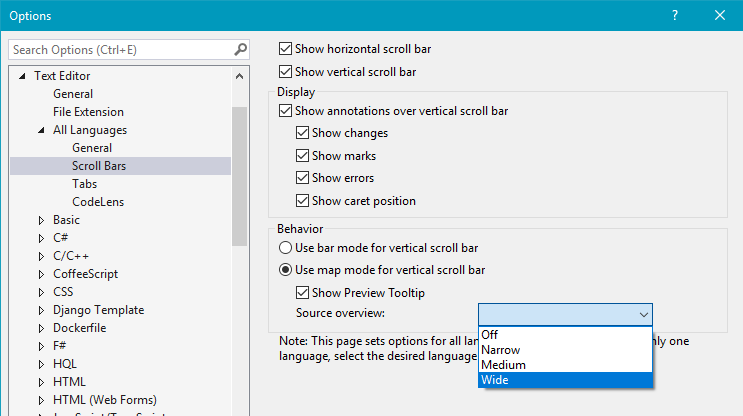 Options
?
Search Options (Ctrl+E)
Text Editor
General
File Extension
All Languages
General
Scroll Bars
Tabs
CodeLens
Basic
C#
C/C++
CoffeeScript
CSS
Django Template
Dockerfile
F#
HQL
HTML
HTML (Web Forms)
Show horizontal scroll bar
Show vertical scroll bar
Display
Show annotations over vertical scroll bar
Show changes
Show marks
Show errors
Show caret position
Behavior
Use bar mode for vertical scroll bar
Use map mode for vertical scroll bar
Show Preview Tooltip
Source overview:
Off
Narrow
Medium
Wide
Note: This page sets options for all lan nly one
language, select the desired language